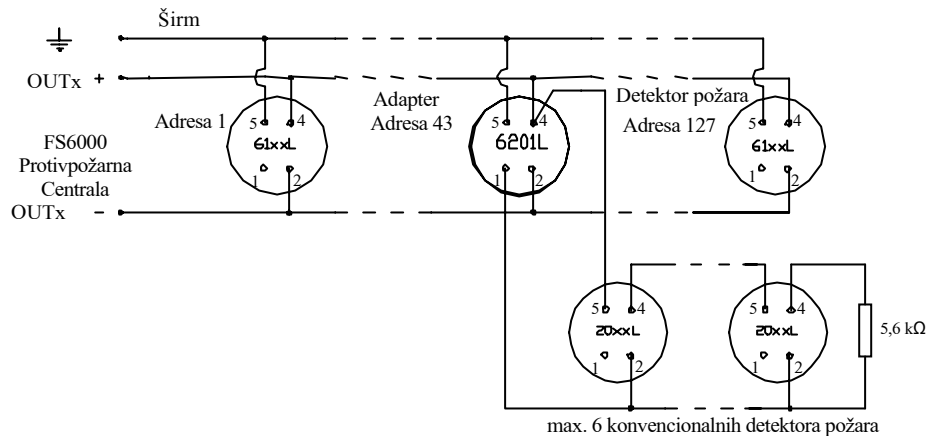 Širm
OUTx +
Adapter
Detektor požara
Adresa 1
Adresa 43
Adresa 127
5 4
5 4
5 4
61xxL
6201L
61xxL
FS6000
Protivpožarna
Centrala
1 2
1 2
1 2
OUTx -
5 4
5 4
20xxL
20xxL
5,6 kΩ
1 2
1 2
max. 6 konvencionalnih detektora požara